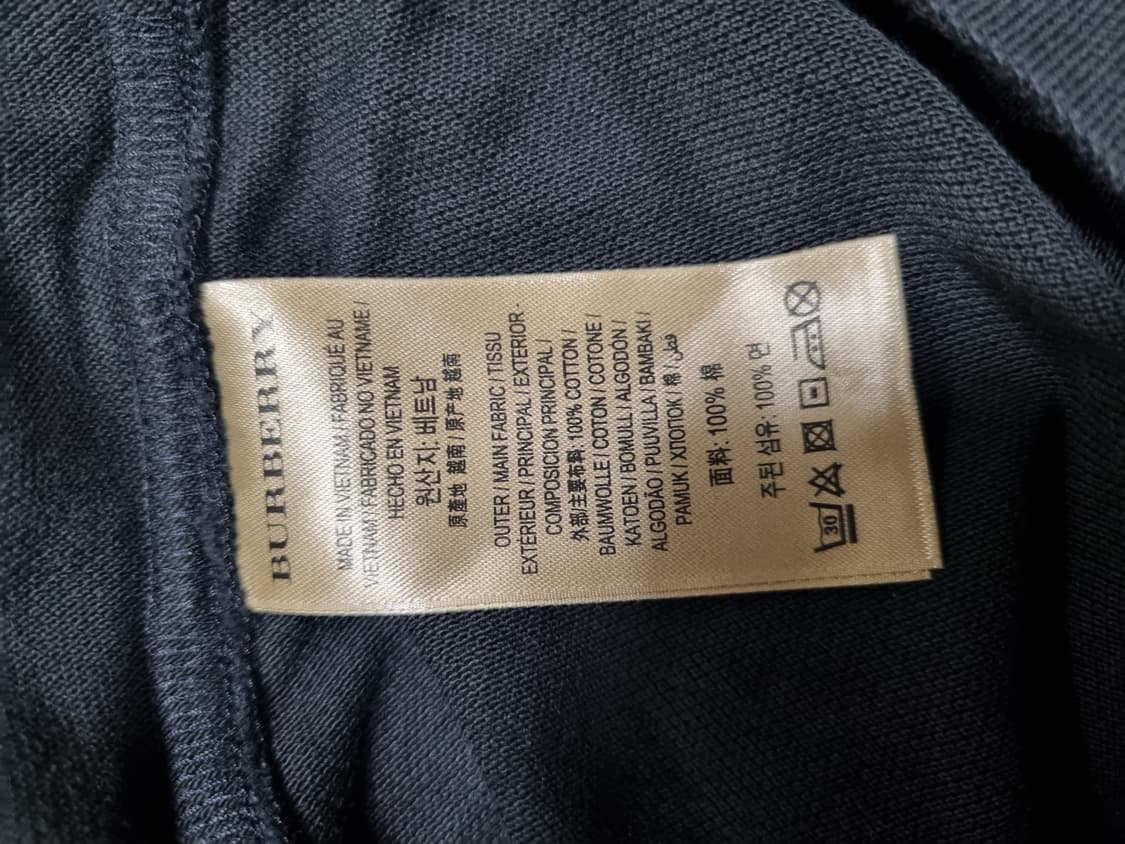 BURBERRY
MADE IN VIETNAM / FABRIQUÉ AU
VIETNAM / FABRICADO NO VIETNAME /
HECHO EN VIETNAM
원산지: 베트남
原產地 越南 / 原产地 越南
OUTER / MAIN FABRIC / TISSU
EXTÉRIEUR / PRINCIPAL / EXTERIOR-
COMPOSICION PRINCIPAL /
外部/主要布料: 100% COTTON /
BAUMWOLLE / COTON / COTONE /
KATOEN / BOMULL / ALGODÓN /
ALGODÃO / PUUVILLA / BAMBAKI /
PAMUK / ХПОПОК / 棉 / قطن
面料: 100% 棉
주된 섬유: 100% 면
30